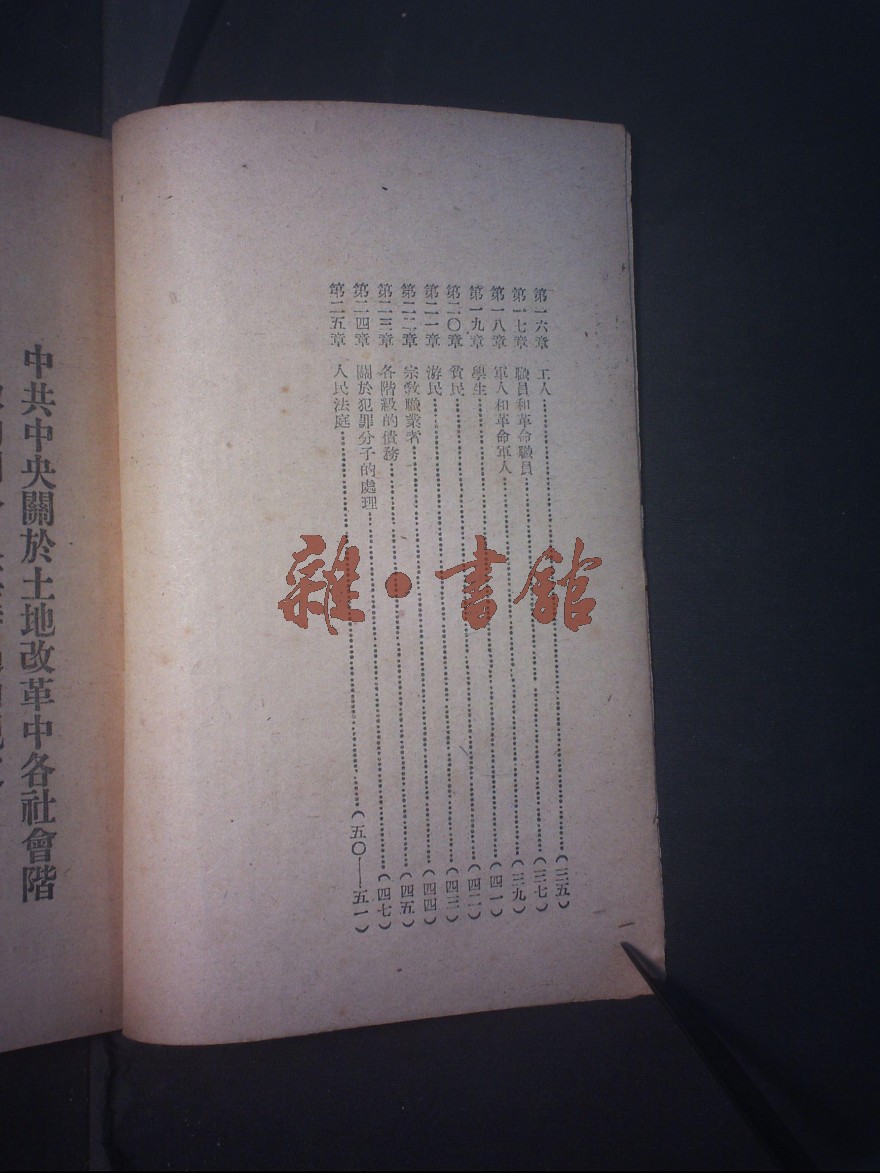 第一六章 工人……(三五)
第一七章 職員和革命職員……(三七)
第一八章 軍人和革命軍人……(三九)
第一九章 學生……(四一)
第二〇章 貧民……(四二)
第二一章 游民……(四三)
第二二章 宗敎職業者……(四四)
第二三章 各階級的債務……(四五)
第二四章 關於犯罪分子的處理……(四七)
第二五章 人民法庭……(五〇——五一)
雜·書館
中共中央關於土地改革中各社會階